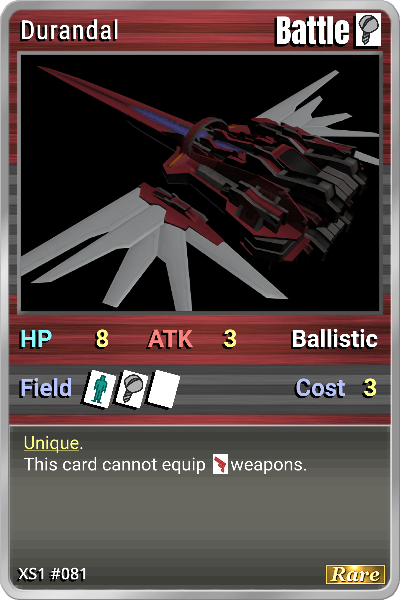 Durandal Battle
HP 8 ATK 3 Ballistic
Field Cost 3
Unique.
This card cannot equip weapons.
XS1 #081 Rare